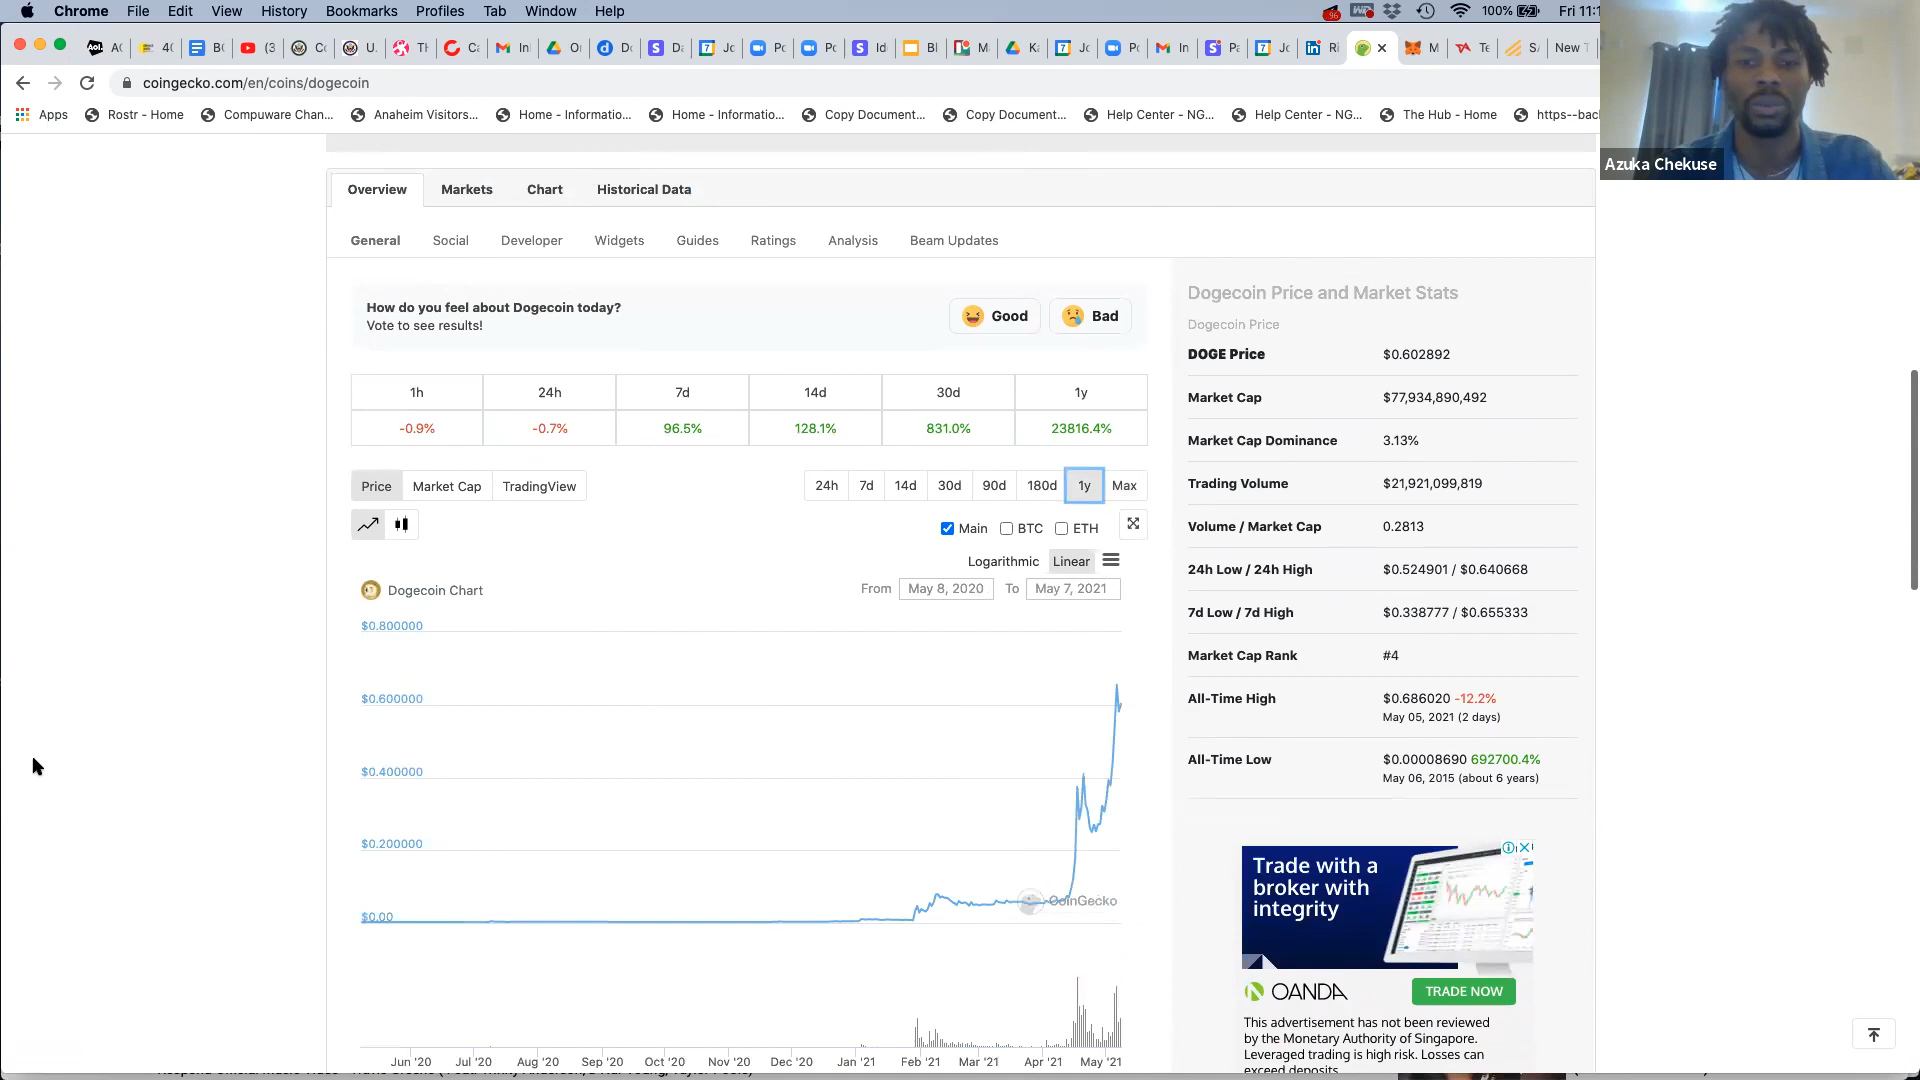 Chrome File Edit View History Bookmarks Profiles Tab Window Help 96 100% Fri 11:1
coingecko.com/en/coins/dogecoin
Apps Rostr - Home Compuware Chan... Anaheim Visitors... Home - Informatio... Home - Informatio... Copy Document... Copy Document... Help Center - NG... Help Center - NG... The Hub - Home https--bac
Azuka Chekuse
Overview Markets Chart Historical Data
General Social Developer Widgets Guides Ratings Analysis Beam Updates
How do you feel about Dogecoin today?
Vote to see results!
Good Bad
1h 24h 7d 14d 30d 1y
-0.9% -0.7% 96.5% 128.1% 831.0% 23816.4%
Price Market Cap TradingView 24h 7d 14d 30d 90d 180d 1y Max
Main BTC ETH
Logarithmic Linear
Dogecoin Chart From May 8, 2020 To May 7, 2021
$0.800000
$0.600000
$0.400000
$0.200000
$0.00
CoinGecko
Jun '20 Jul '20 Aug '20 Sep '20 Oct '20 Nov '20 Dec '20 Jan '21 Feb '21 Mar '21 Apr '21 May '21
Dogecoin Price and Market Stats
Dogecoin Price
DOGE Price $0.602892
Market Cap $77,934,890,492
Market Cap Dominance 3.13%
Trading Volume $21,921,099,819
Volume / Market Cap 0.2813
24h Low / 24h High $0.524901 / $0.640668
7d Low / 7d High $0.338777 / $0.655333
Market Cap Rank #4
All-Time High $0.686020 -12.2%
May 05, 2021 (2 days)
All-Time Low $0.00008690 692700.4%
May 06, 2015 (about 6 years)
Trade with a
broker with
integrity
OANDA TRADE NOW
This advertisement has not been reviewed
by the Monetary Authority of Singapore.
Leveraged trading is high risk. Losses can
exceed deposits.